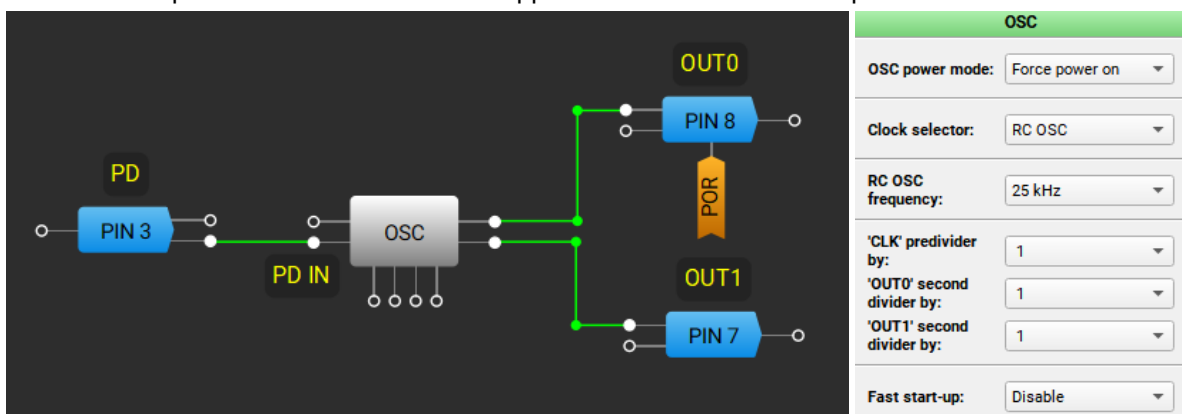 OUT0
PIN 8
POR
PD
PIN 3
OSC
PD IN
OUT1
PIN 7
OSC
OSC power mode: Force power on
Clock selector: RC OSC
RC OSC
frequency: 25 kHz
'CLK' predivider
by: 1
'OUT0' second
divider by: 1
'OUT1' second
divider by: 1
Fast start-up: Disable